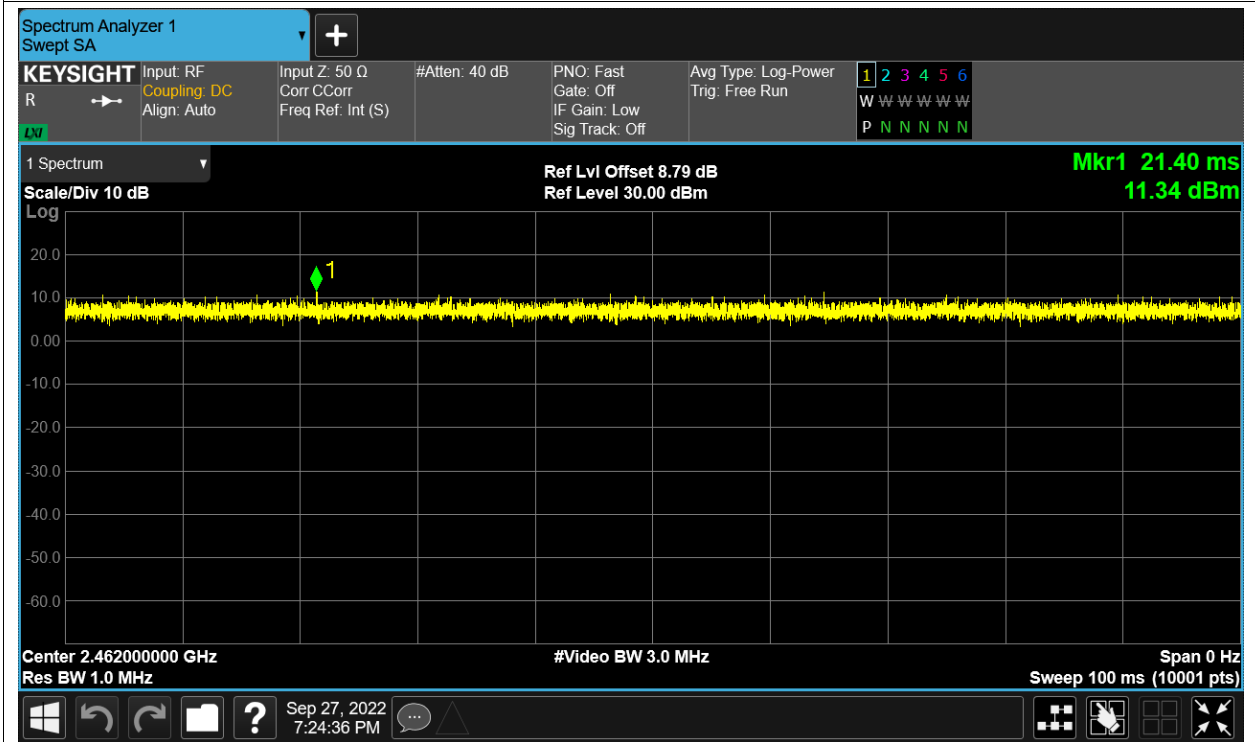 Spectrum Analyzer 1
Swept SA
+
KEYSIGHT
R
LXI
Input: RF
Coupling: DC
Align: Auto
Input Z: 50 Ω
Corr CCorr
Freq Ref: Int (S)
#Atten: 40 dB
PNO: Fast
Gate: Off
IF Gain: Low
Sig Track: Off
Avg Type: Log-Power
Trig: Free Run
1 2 3 4 5 6
W W W W W W
P N N N N N
1 Spectrum
Scale/Div 10 dB
Ref Lvl Offset 8.79 dB
Ref Level 30.00 dBm
Mkr1 21.40 ms
11.34 dBm
Log
20.0
10.0
0.00
-10.0
-20.0
-30.0
-40.0
-50.0
-60.0
1
Center 2.462000000 GHz
Res BW 1.0 MHz
#Video BW 3.0 MHz
Span 0 Hz
Sweep 100 ms (10001 pts)
?
Sep 27, 2022
7:24:36 PM